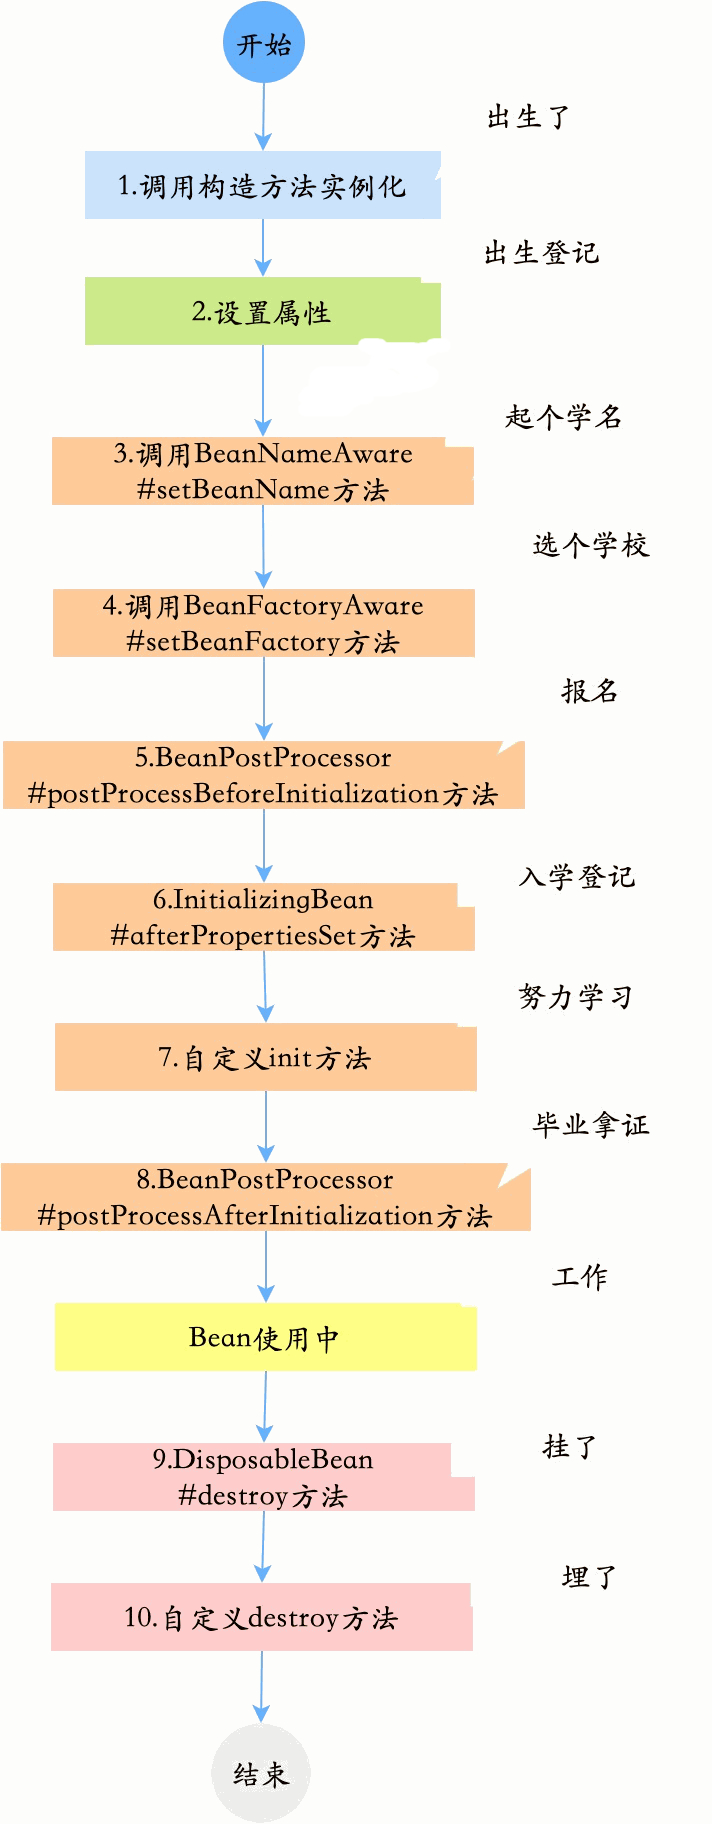 开始
出生了
1.调用构造方法实例化
出生登记
2.设置属性
起个学名
3.调用BeanNameAware
#setBeanName方法
选个学校
4.调用BeanFactoryAware
#setBeanFactory方法
报名
5.BeanPostProcessor
#postProcessBeforeInitialization方法
入学登记
6.InitializingBean
#afterPropertiesSet方法
努力学习
7.自定义init方法
毕业拿证
8.BeanPostProcessor
#postProcessAfterInitialization方法
工作
Bean使用中
挂了
9.DisposableBean
#destroy方法
埋了
10.自定义destroy方法
结束